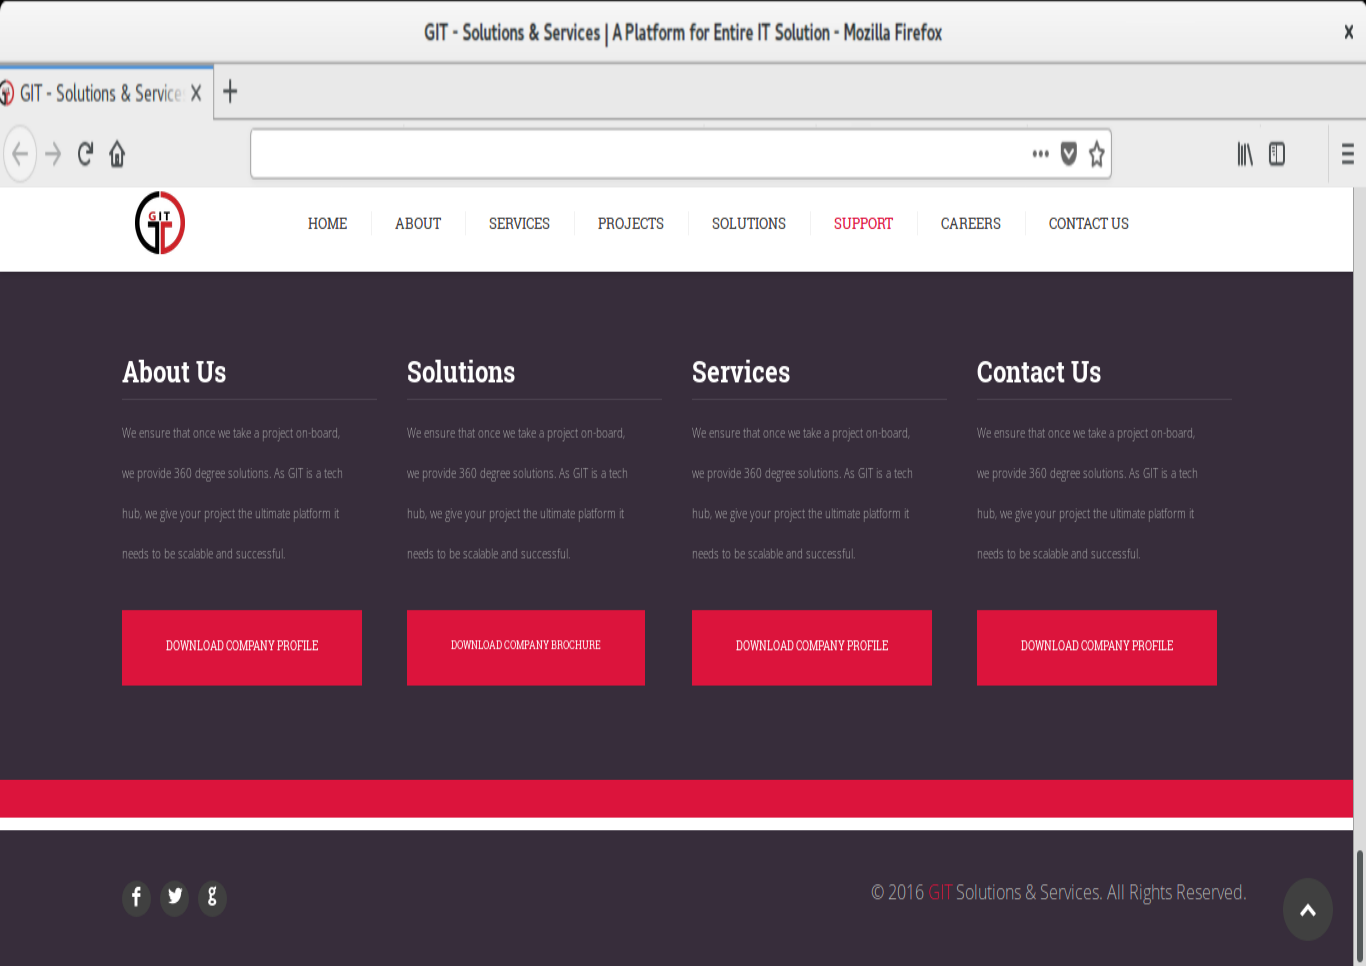 GIT - Solutions & Services | A Platform for Entire IT Solution - Mozilla Firefox
GIT - Solutions & Service
GIT
HOME ABOUT SERVICES PROJECTS SOLUTIONS SUPPORT CAREERS CONTACT US
About Us
We ensure that once we take a project on-board,
we provide 360 degree solutions. As GIT is a tech
hub, we give your project the ultimate platform it
needs to be scalable and successful.
DOWNLOAD COMPANY PROFILE
Solutions
We ensure that once we take a project on-board,
we provide 360 degree solutions. As GIT is a tech
hub, we give your project the ultimate platform it
needs to be scalable and successful.
DOWNLOAD COMPANY BROCHURE
Services
We ensure that once we take a project on-board,
we provide 360 degree solutions. As GIT is a tech
hub, we give your project the ultimate platform it
needs to be scalable and successful.
DOWNLOAD COMPANY PROFILE
Contact Us
We ensure that once we take a project on-board,
we provide 360 degree solutions. As GIT is a tech
hub, we give your project the ultimate platform it
needs to be scalable and successful.
DOWNLOAD COMPANY PROFILE
© 2016 GIT Solutions & Services. All Rights Reserved.